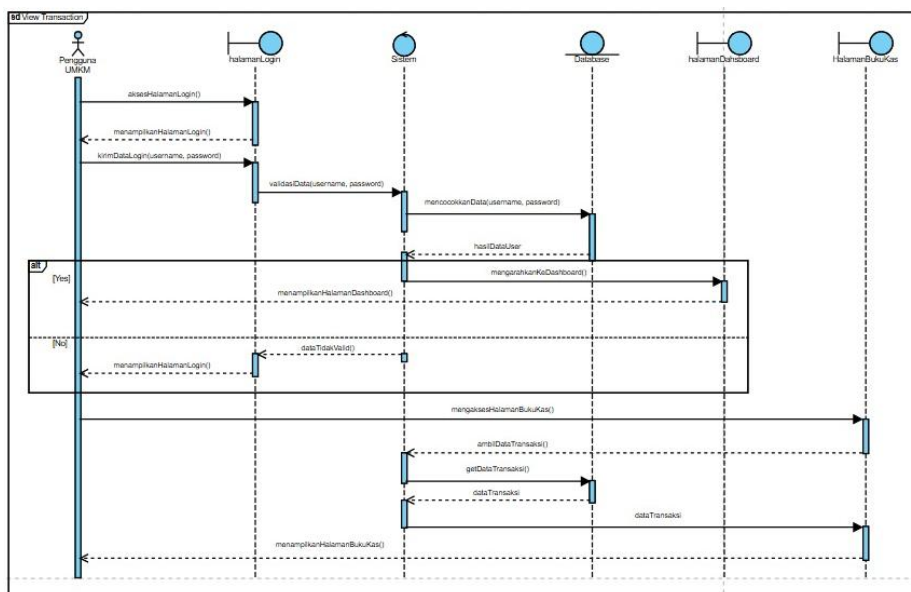 sd View Transaction
Pengguna
UMKM
halamanLogin
Sistem
Database
halamanDahsboard
HalamanBukuKas
aksesHalamanLogin()
menampilkanHalamanLogin()
kirimDataLogin(username, password)
validasiData(username, password)
mencocokkanData(username, password)
hasilDataUser
alt
[Yes]
mengarahkanKeDashboard()
menampilkanHalamanDashboard()
[No]
dataTidakValid()
menampilkanHalamanLogin()
mengaksesHalamanBukuKas()
ambilDataTransaksi()
getDataTransaksi()
dataTransaksi
dataTransaksi
menampilkanHalamanBukuKas()